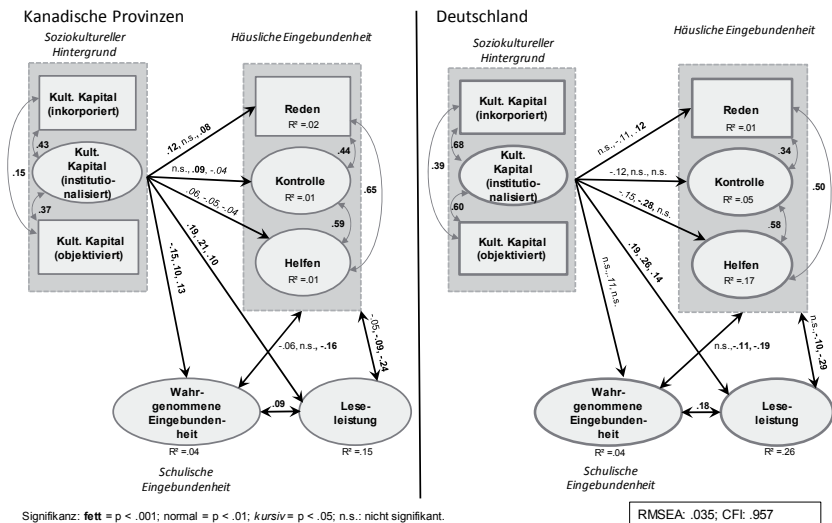 Kanadische Provinzen
Soziokultureller
Hintergrund
Häusliche Eingebundenheit
Kult. Kapital
(inkorporiert)
Kult.
Kapital
(institutio-
nalisiert)
Kult. Kapital
(objektiviert)
.15
.43
.37
Reden
R² =.02
Kontrolle
R² =.01
Helfen
R² =.01
.44
.59
.65
.12, n.s., .08
n.s., .09, -.04
.06, -.05, -.04
.19, .21, .10
-.15, .10, .13
-.06, n.s., -.16
-.05, -.09, -.24
Wahr-
genommene
Eingebunden-
heit
R² =.04
.09
Lese-
leistung
R² =.15
Schulische
Eingebundenheit
Deutschland
Soziokultureller
Hintergrund
Häusliche Eingebundenheit
Kult. Kapital
(inkorporiert)
Kult.
Kapital
(institutio-
nalisiert)
Kult. Kapital
(objektiviert)
.39
.68
.60
Reden
R² =.01
Kontrolle
R² =.05
Helfen
R² =.17
.34
.58
.50
n.s., -.11, .12
-.12, n.s., n.s.
-.15, -.28, n.s.
.19, .26, .14
n.s., .11, n.s.
n.s.,-.11, -.19
n.s.,-.10, -.29
Wahr-
genommene
Eingebunden-
heit
R² =.04
.18
Lese-
leistung
R² =.26
Schulische
Eingebundenheit
Signifikanz: fett = p < .001; normal = p < .01; kursiv = p < .05; n.s.: nicht signifikant.
RMSEA: .035; CFI: .957